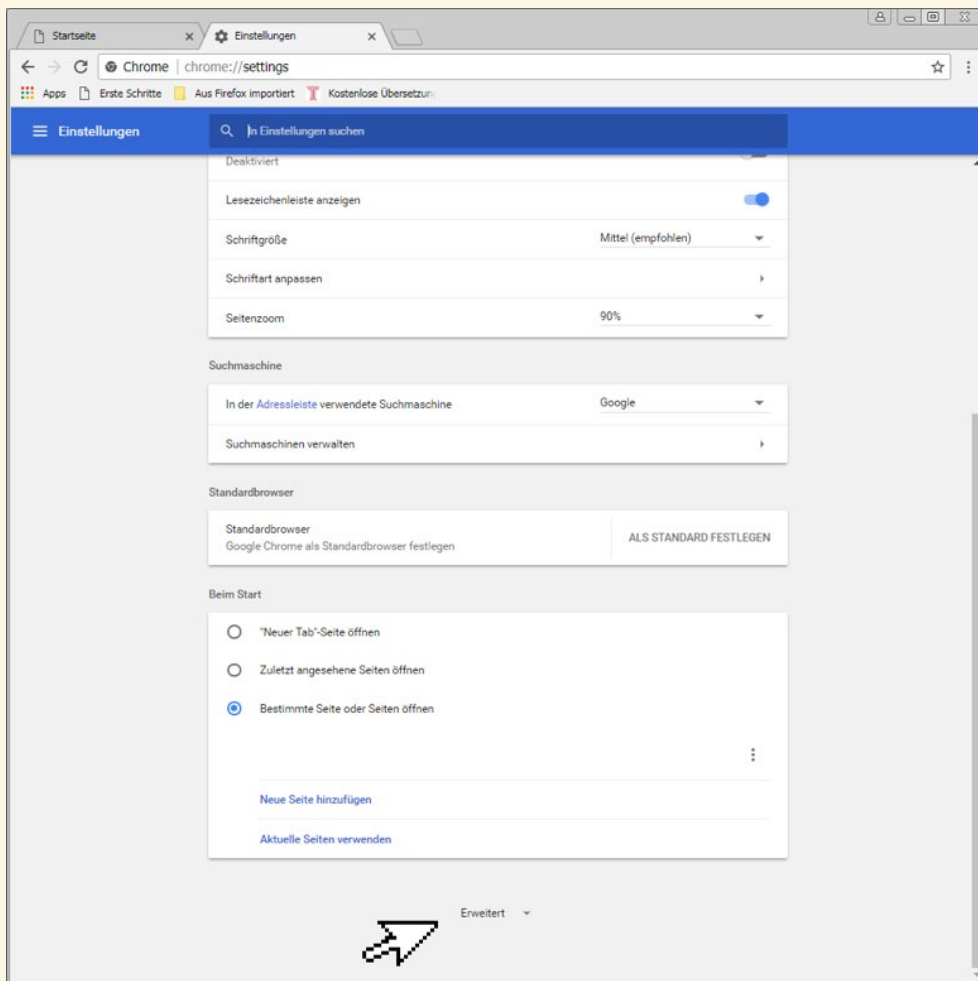 Startseite
Einstellungen
Chrome | chrome://settings
Apps Erste Schritte Aus Firefox importiert Kostenlose Übersetzung
Einstellungen In Einstellungen suchen
Deaktiviert
Lesezeichenleiste anzeigen
Schriftgröße Mittel (empfohlen)
Schriftart anpassen
Seitenzoom 90%
Suchmaschine
In der Adressleiste verwendete Suchmaschine Google
Suchmaschinen verwalten
Standardbrowser
Standardbrowser
Google Chrome als Standardbrowser festlegen
ALS STANDARD FESTLEGEN
Beim Start
"Neuer Tab"-Seite öffnen
Zuletzt angesehene Seiten öffnen
Bestimmte Seite oder Seiten öffnen
Neue Seite hinzufügen
Aktuelle Seiten verwenden
Erweitert